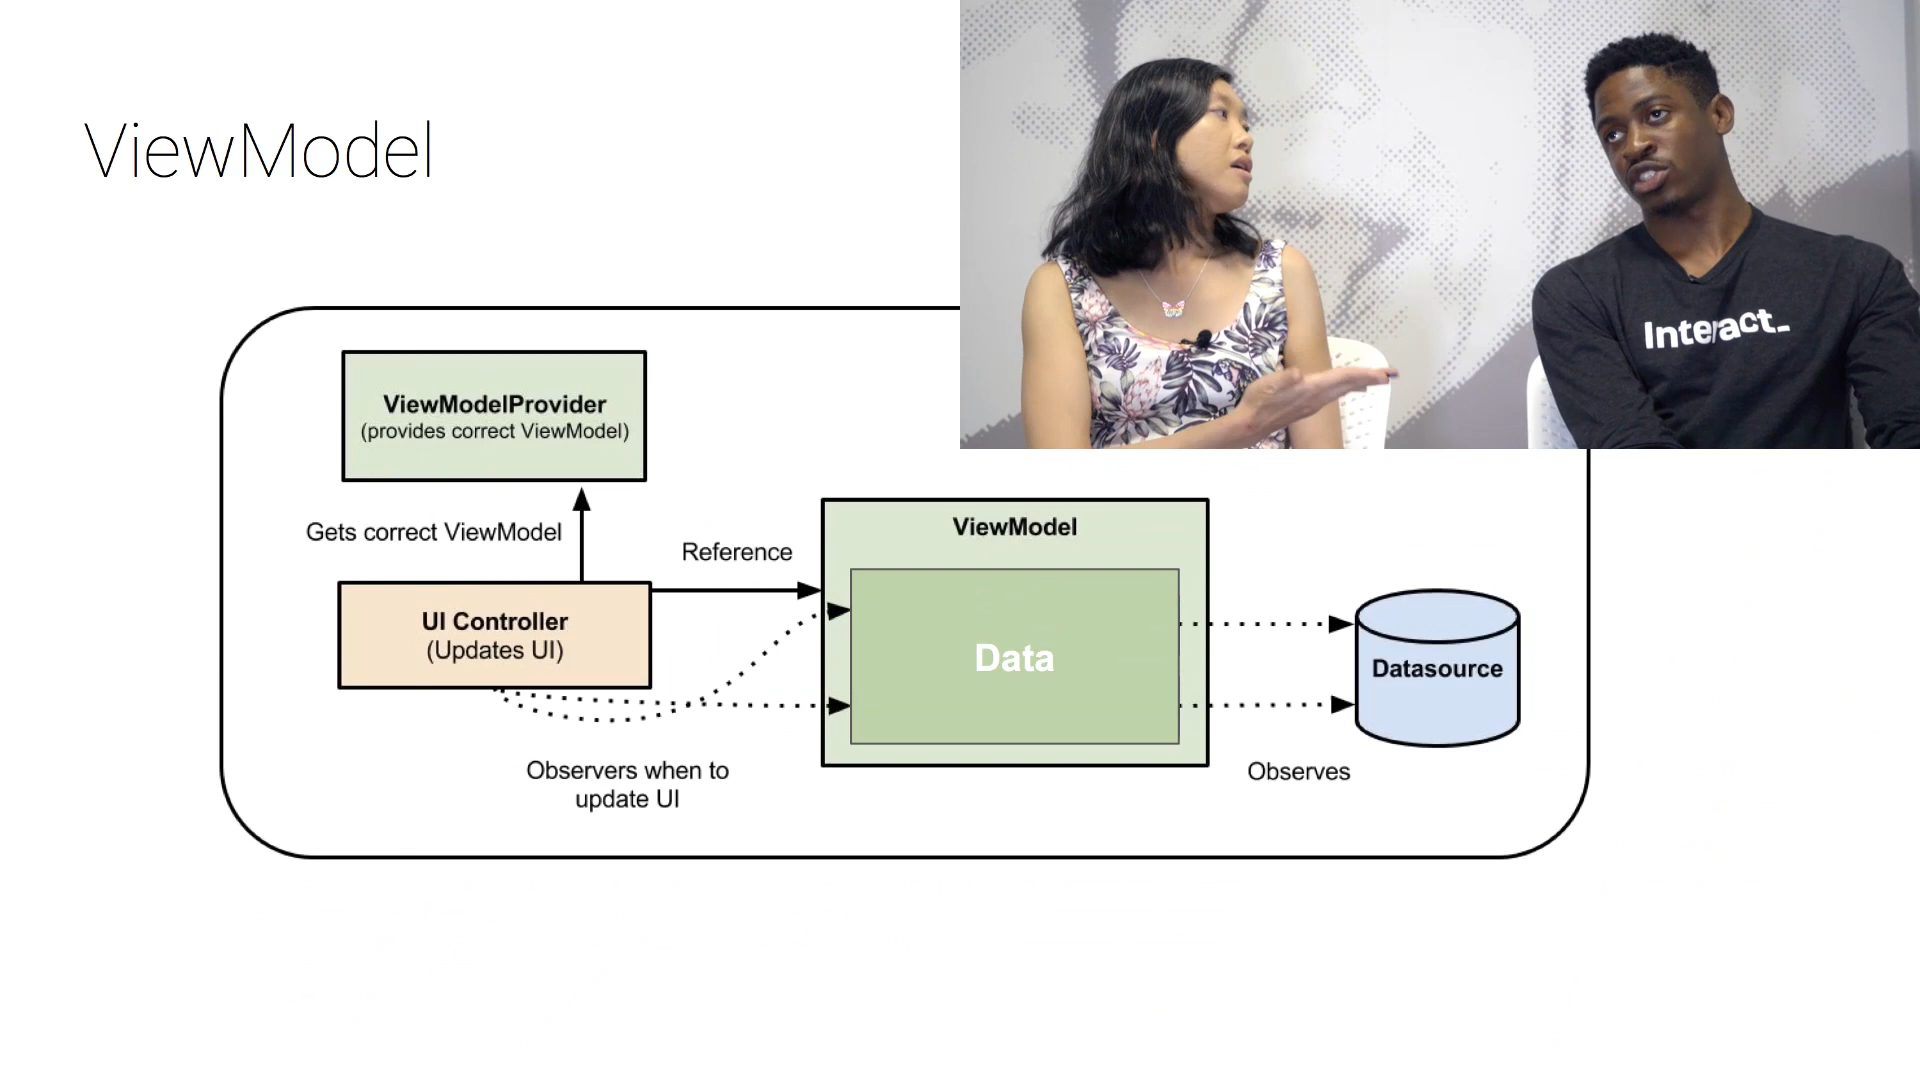 ViewModel
Interact_
ViewModelProvider
(provides correct ViewModel)
Gets correct ViewModel
Reference
ViewModel
UI Controller
(Updates UI)
Data
Datasource
Observers when to
update UI
Observes